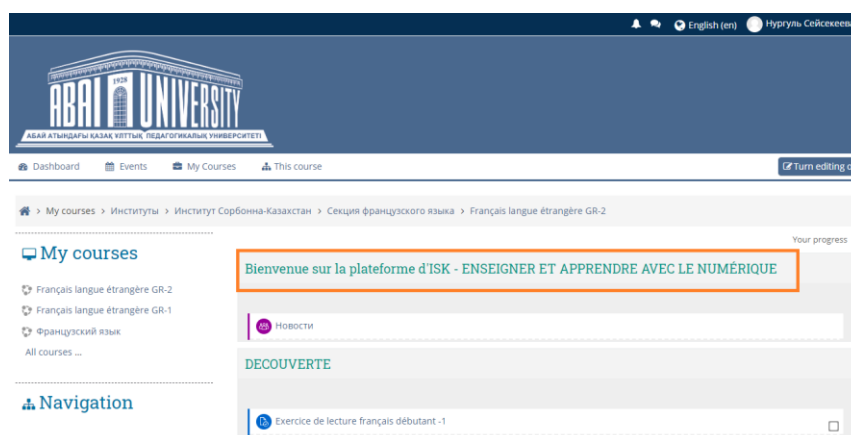 English (en) Нургуль Сейсекеева
1928
ABAI UNIVERSITY
АБАЙ АТЫНДАҒЫ ҚАЗАҚ ҰЛТТЫҚ ПЕДАГОГИКАЛЫҚ УНИВЕРСИТЕТІ
Dashboard Events My Courses This course Turn editing o
> My courses > Институты > Институт Сорбонна-Казахстан > Секция французского языка > Français langue étrangère GR-2
Your progress
My courses
Français langue étrangère GR-2
Français langue étrangère GR-1
Французский язык
All courses ...
Navigation
Bienvenue sur la plateforme d'ISK - ENSEIGNER ET APPRENDRE AVEC LE NUMÉRIQUE
Новости
DECOUVERTE
Exercice de lecture français débutant -1